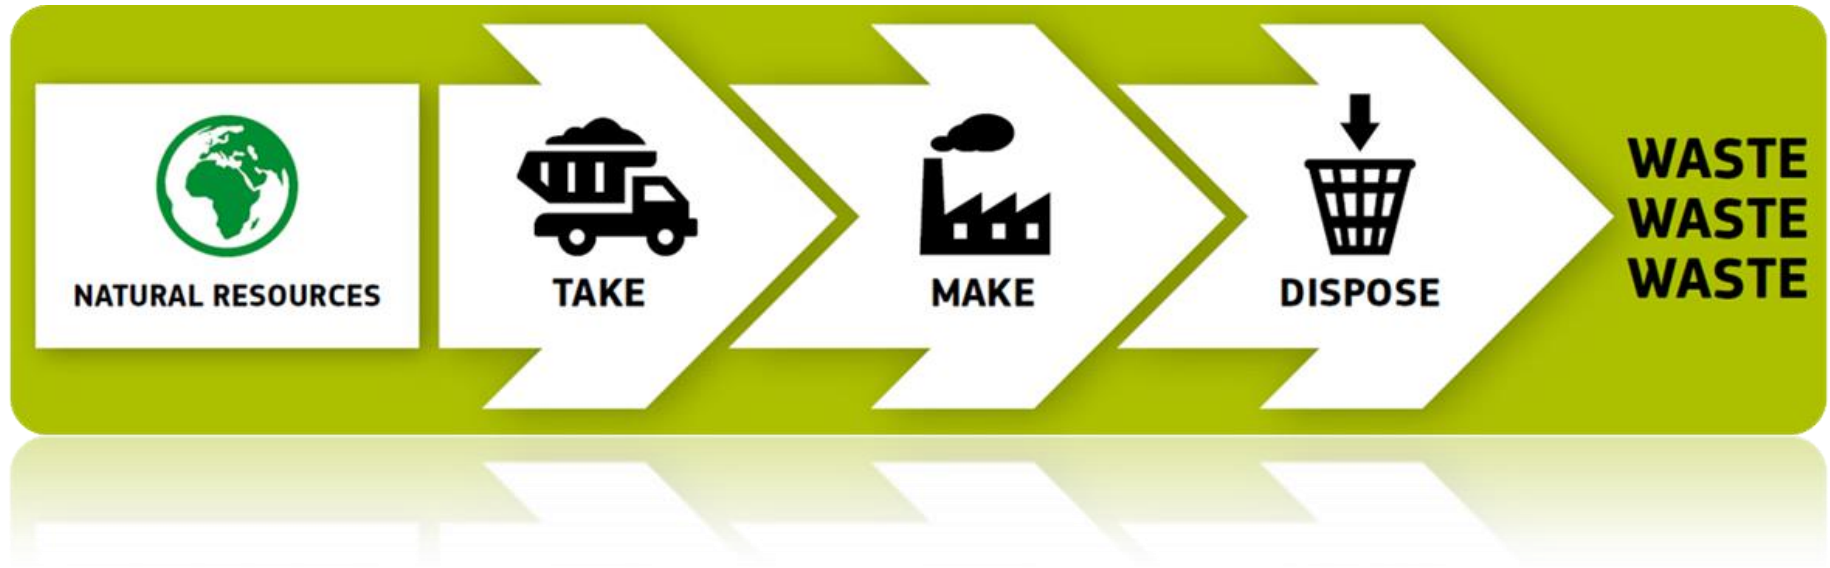 NATURAL RESOURCES
TAKE
MAKE
DISPOSE
WASTE
WASTE
WASTE